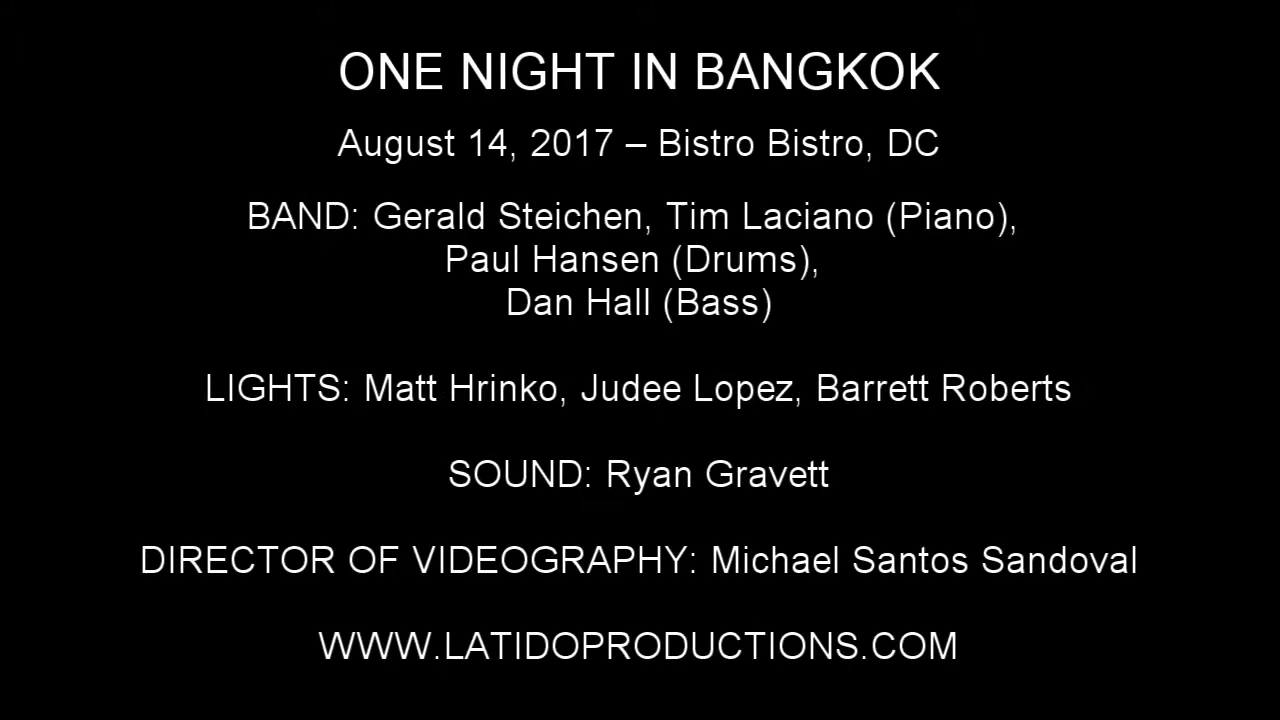 ONE NIGHT IN BANGKOK
August 14, 2017 – Bistro Bistro, DC
BAND: Gerald Steichen, Tim Laciano (Piano),
Paul Hansen (Drums),
Dan Hall (Bass)
LIGHTS: Matt Hrinko, Judee Lopez, Barrett Roberts
SOUND: Ryan Gravett
DIRECTOR OF VIDEOGRAPHY: Michael Santos Sandoval
WWW.LATIDOPRODUCTIONS.COM